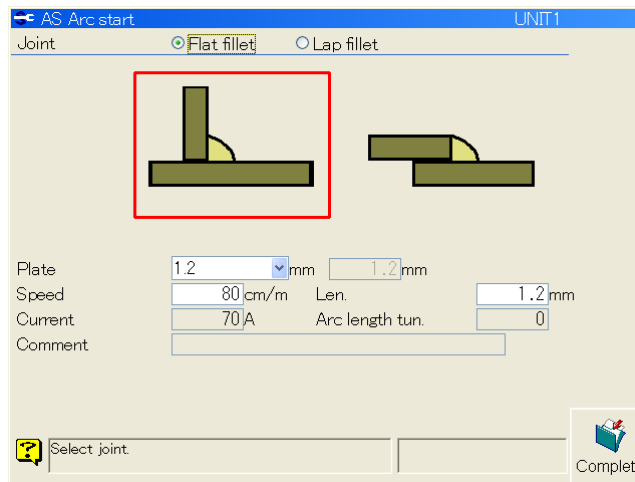 AS Arc start UNIT1
Joint Flat fillet Lap fillet
Plate 1.2 mm 1.2 mm
Speed 80 cm/m Len. 1.2 mm
Current 70 A Arc length tun. 0
Comment
Select joint.
Complet